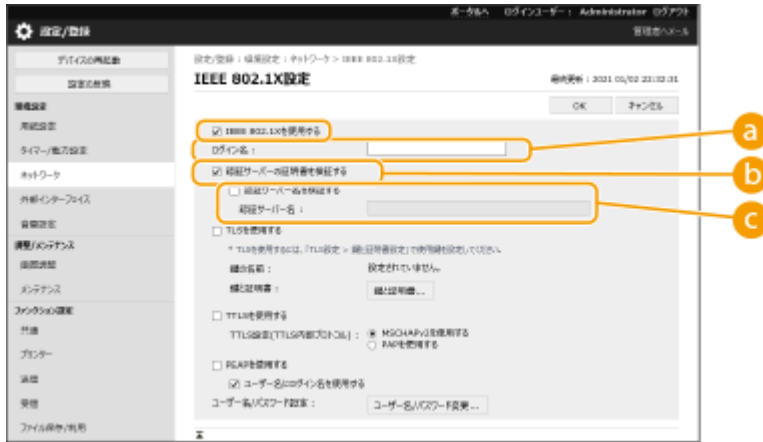 ポータルへ ログインユーザー： Administrator ログアウト
設定/登録
管理者へメール
デバイスの再起動
設定の反映
環境設定
用紙設定
タイマー/電力設定
ネットワーク
外部インターフェイス
音量設定
調整/メンテナンス
画質調整
メンテナンス
ファンクション設定
共通
プリンター
送信
受信
ファイル保存/利用
設定/登録：環境設定：ネットワーク > IEEE 802.1X設定
IEEE 802.1X設定
最終更新：2021
OK キャンセル
IEEE 802.1Xを使用する
ログイン名：
認証サーバーの証明書を検証する
認証サーバー名を検証する
認証サーバー名：
TLSを使用する
* TLSを使用するには、「TLS設定 > 鍵と証明書設定」で使用鍵を設定してください。
鍵の名前： 設定されていません。
鍵と証明書： 鍵と証明書...
TTLSを使用する
TTLS設定(TTLS内部プロトコル)： MSCHAPv2を使用する
PAPを使用する
PEAPを使用する
ユーザー名にログイン名を使用する
ユーザー名/パスワード設定： ユーザー名/パスワード変更...
a
b
c